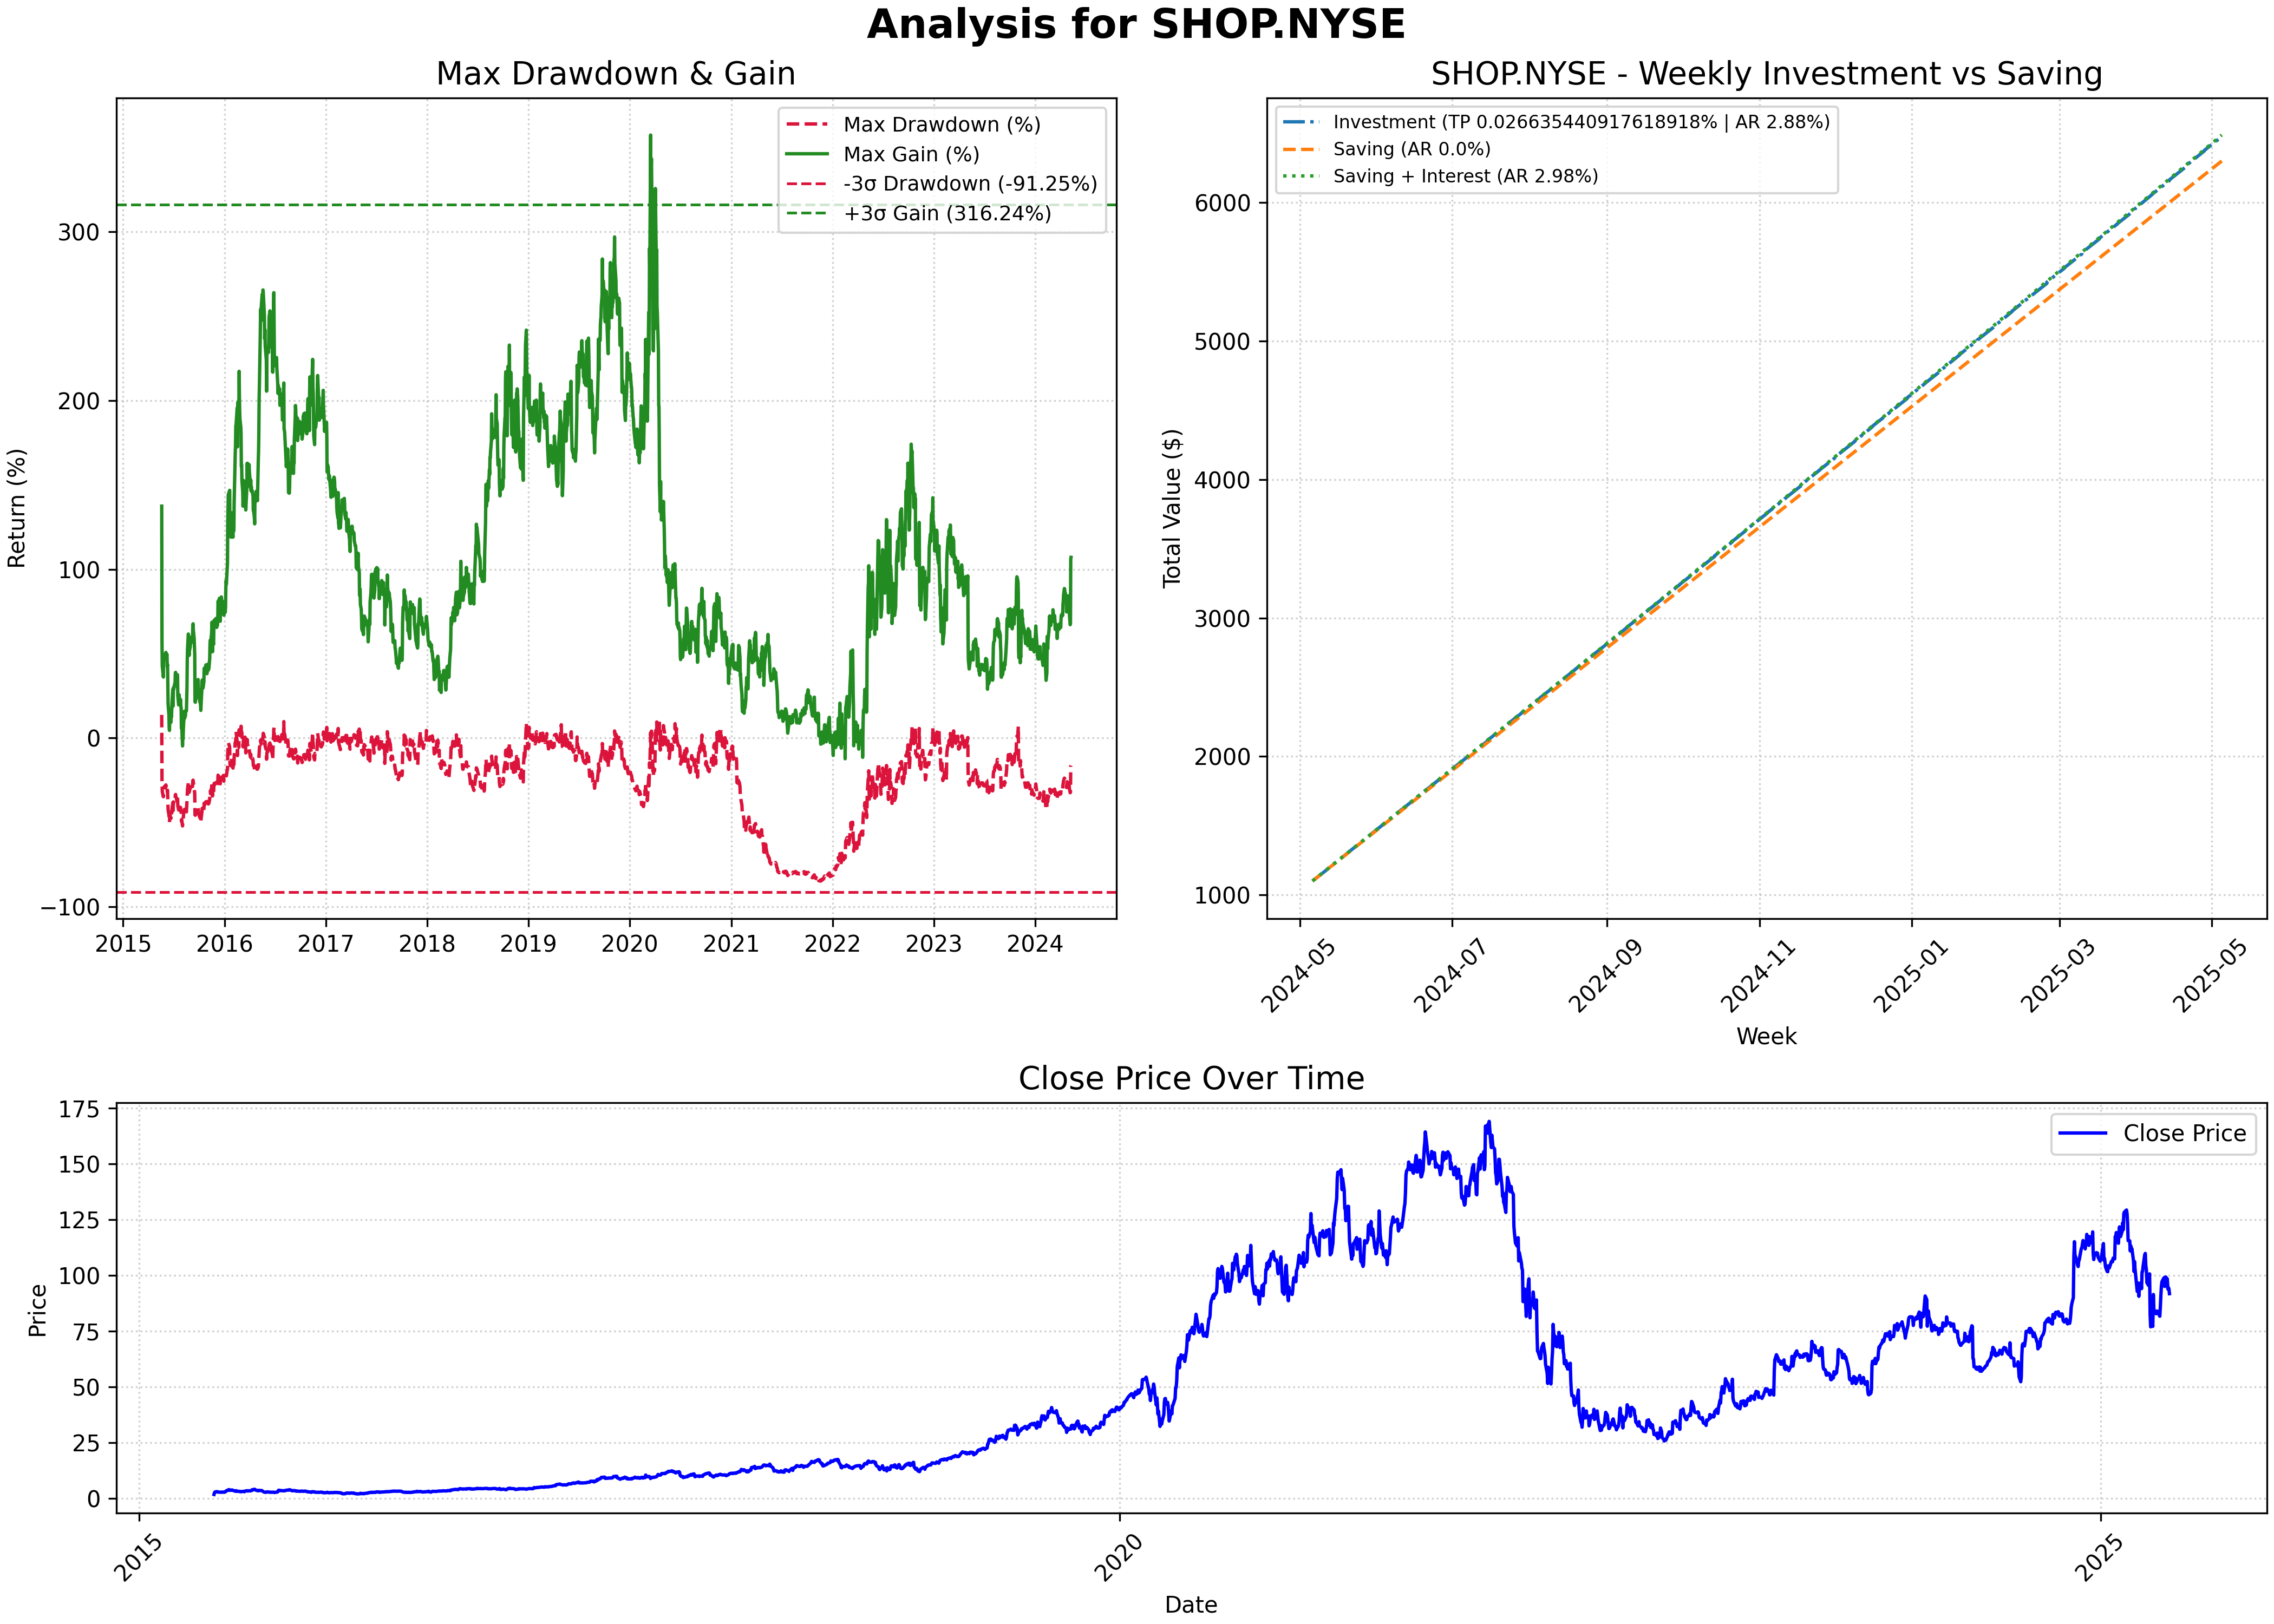 Analysis for SHOP.NYSE
Max Drawdown & Gain
Return (%)
300
200
100
0
−100
2015 2016 2017 2018 2019 2020 2021 2022 2023 2024
Max Drawdown (%)
Max Gain (%)
-3σ Drawdown (-91.25%)
+3σ Gain (316.24%)
SHOP.NYSE - Weekly Investment vs Saving
Total Value ($)
6000
5000
4000
3000
2000
1000
Investment (TP 0.026635440917618918% | AR 2.88%)
Saving (AR 0.0%)
Saving + Interest (AR 2.98%)
2024-05 2024-07 2024-09 2024-11 2025-01 2025-03 2025-05
Week
Close Price Over Time
Price
175
150
125
100
75
50
25
0
Close Price
2015 2020 2025
Date